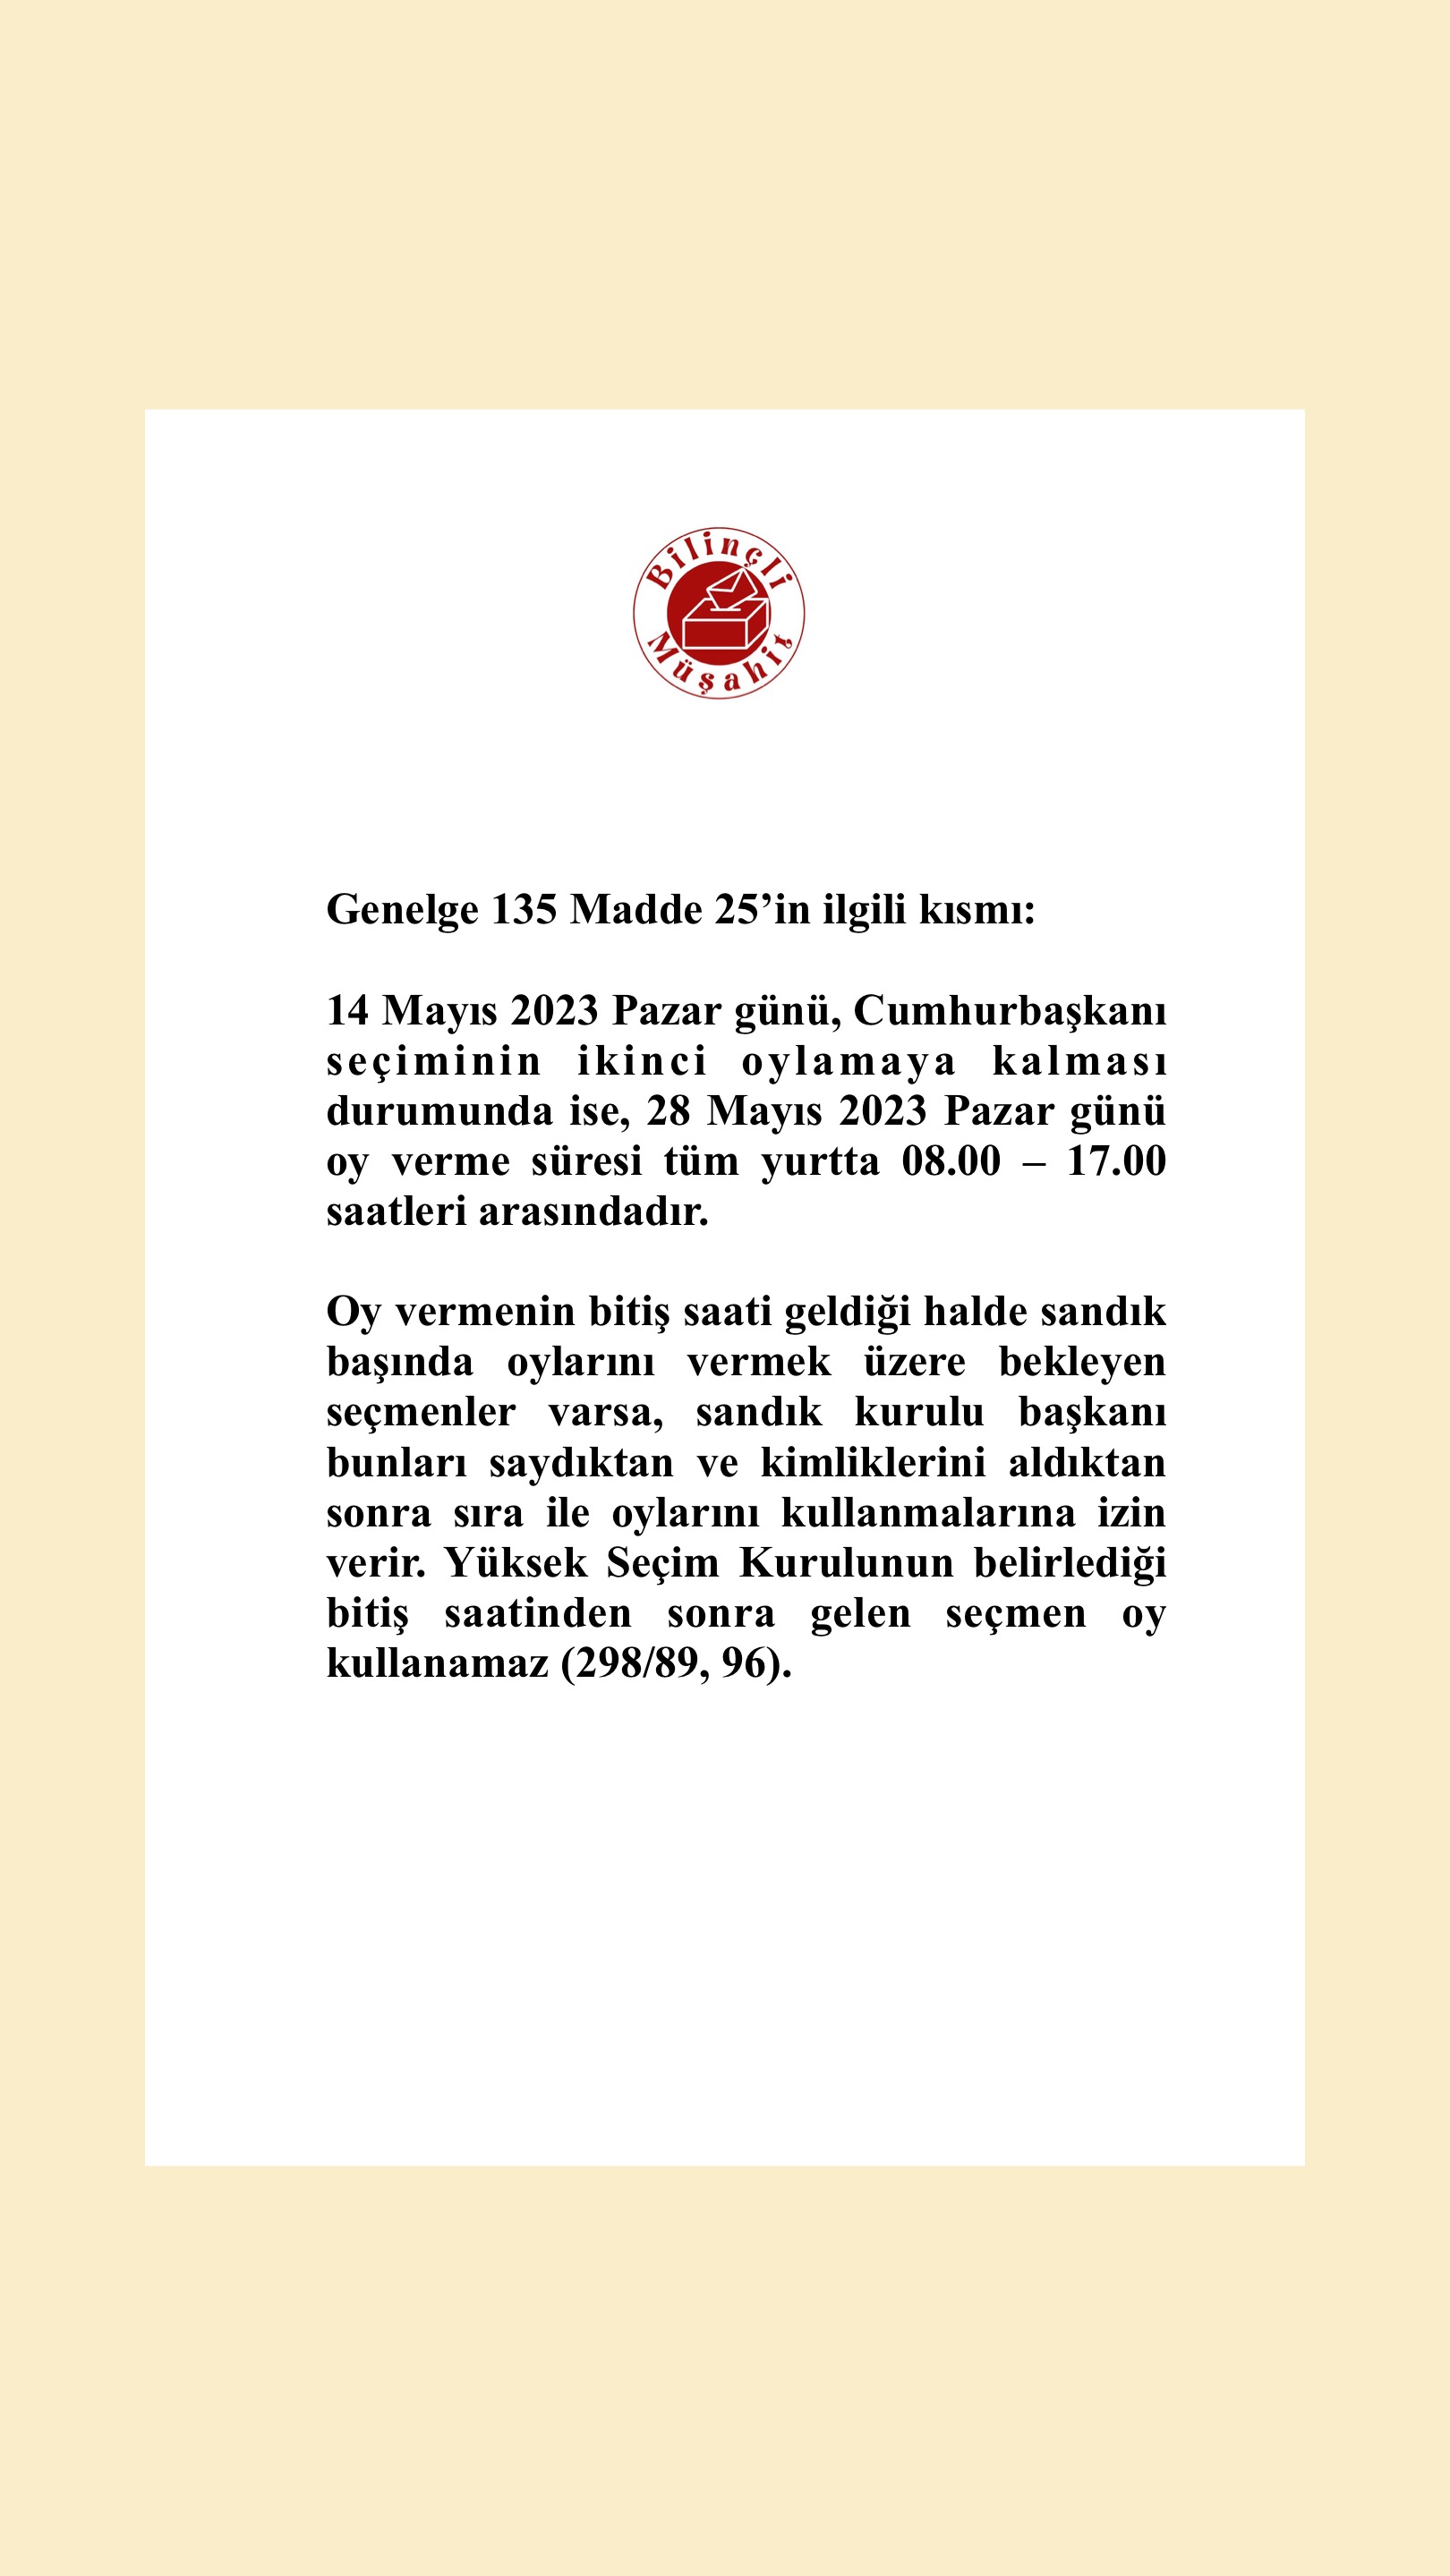 Bilinçli
Müşahit
Genelge 135 Madde 25’in ilgili kısmı:
14 Mayıs 2023 Pazar günü, Cumhurbaşkanı
seçiminin ikinci oylamaya kalması
durumunda ise, 28 Mayıs 2023 Pazar günü
oy verme süresi tüm yurtta 08.00 – 17.00
saatleri arasındadır.
Oy vermenin bitiş saati geldiği halde sandık
başında oylarını vermek üzere bekleyen
seçmenler varsa, sandık kurulu başkanı
bunları saydıktan ve kimliklerini aldıktan
sonra sıra ile oylarını kullanmalarına izin
verir. Yüksek Seçim Kurulunun belirlediği
bitiş saatinden sonra gelen seçmen oy
kullanamaz (298/89, 96).